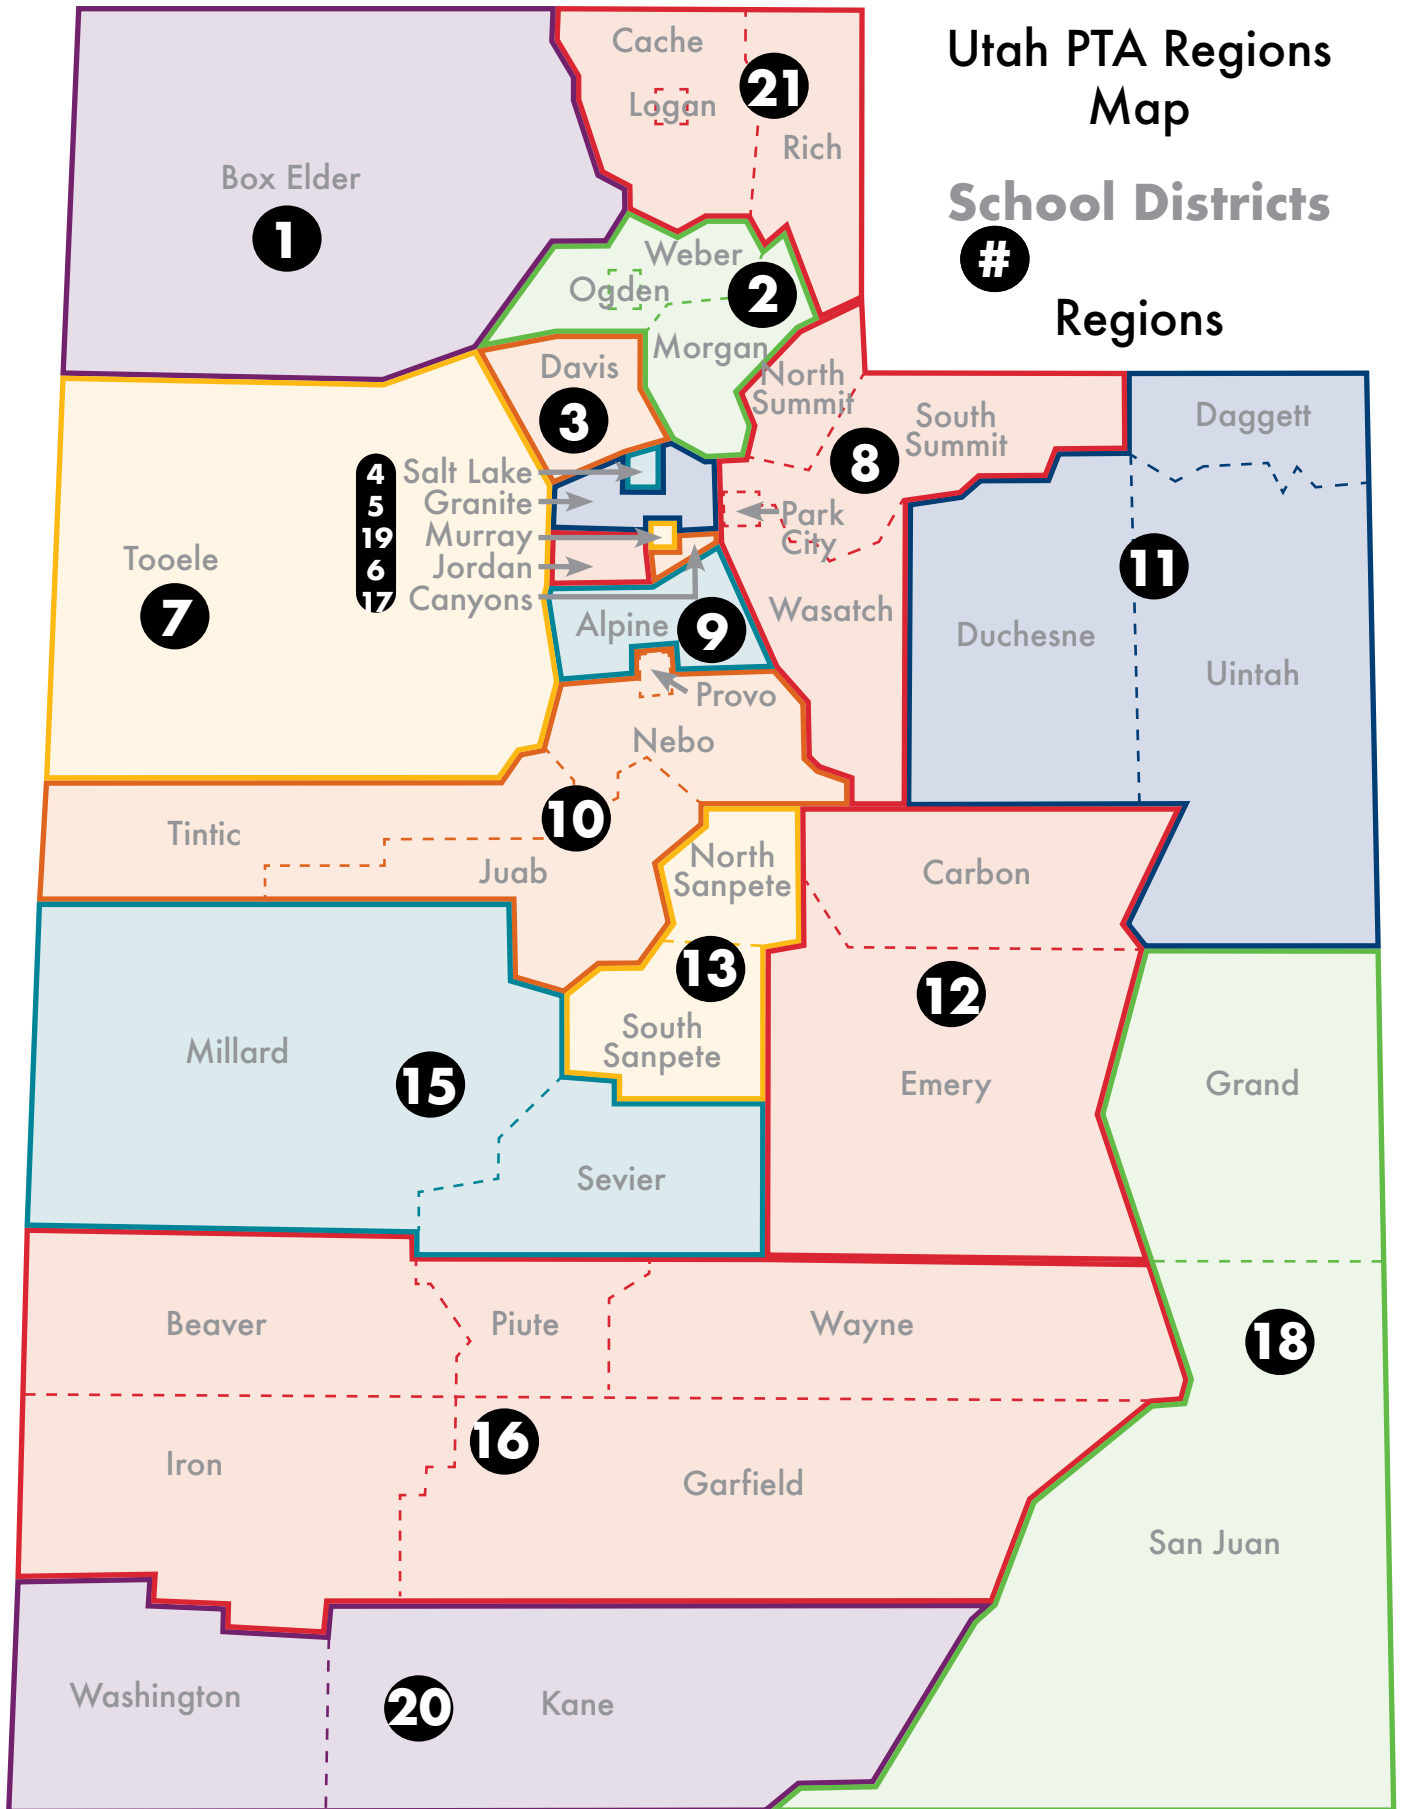 Utah PTA Regions
Map
School Districts
#
Regions
Cache
Logan
21
Rich
Box Elder
1
Weber
Ogden
2
Morgan
Davis
3
North
Summit
South
Summit
8
Daggett
4 Salt Lake
5 Granite
19 Murray
6 Jordan
17 Canyons
Park
City
Tooele
7
11
Alpine
9
Wasatch
Duchesne
Uintah
Provo
Nebo
10
Tintic
Juab
North
Sanpete
Carbon
13
12
South
Sanpete
Millard
15
Emery
Grand
Sevier
Beaver
Piute
Wayne
18
16
Iron
Garfield
San Juan
Washington
20
Kane